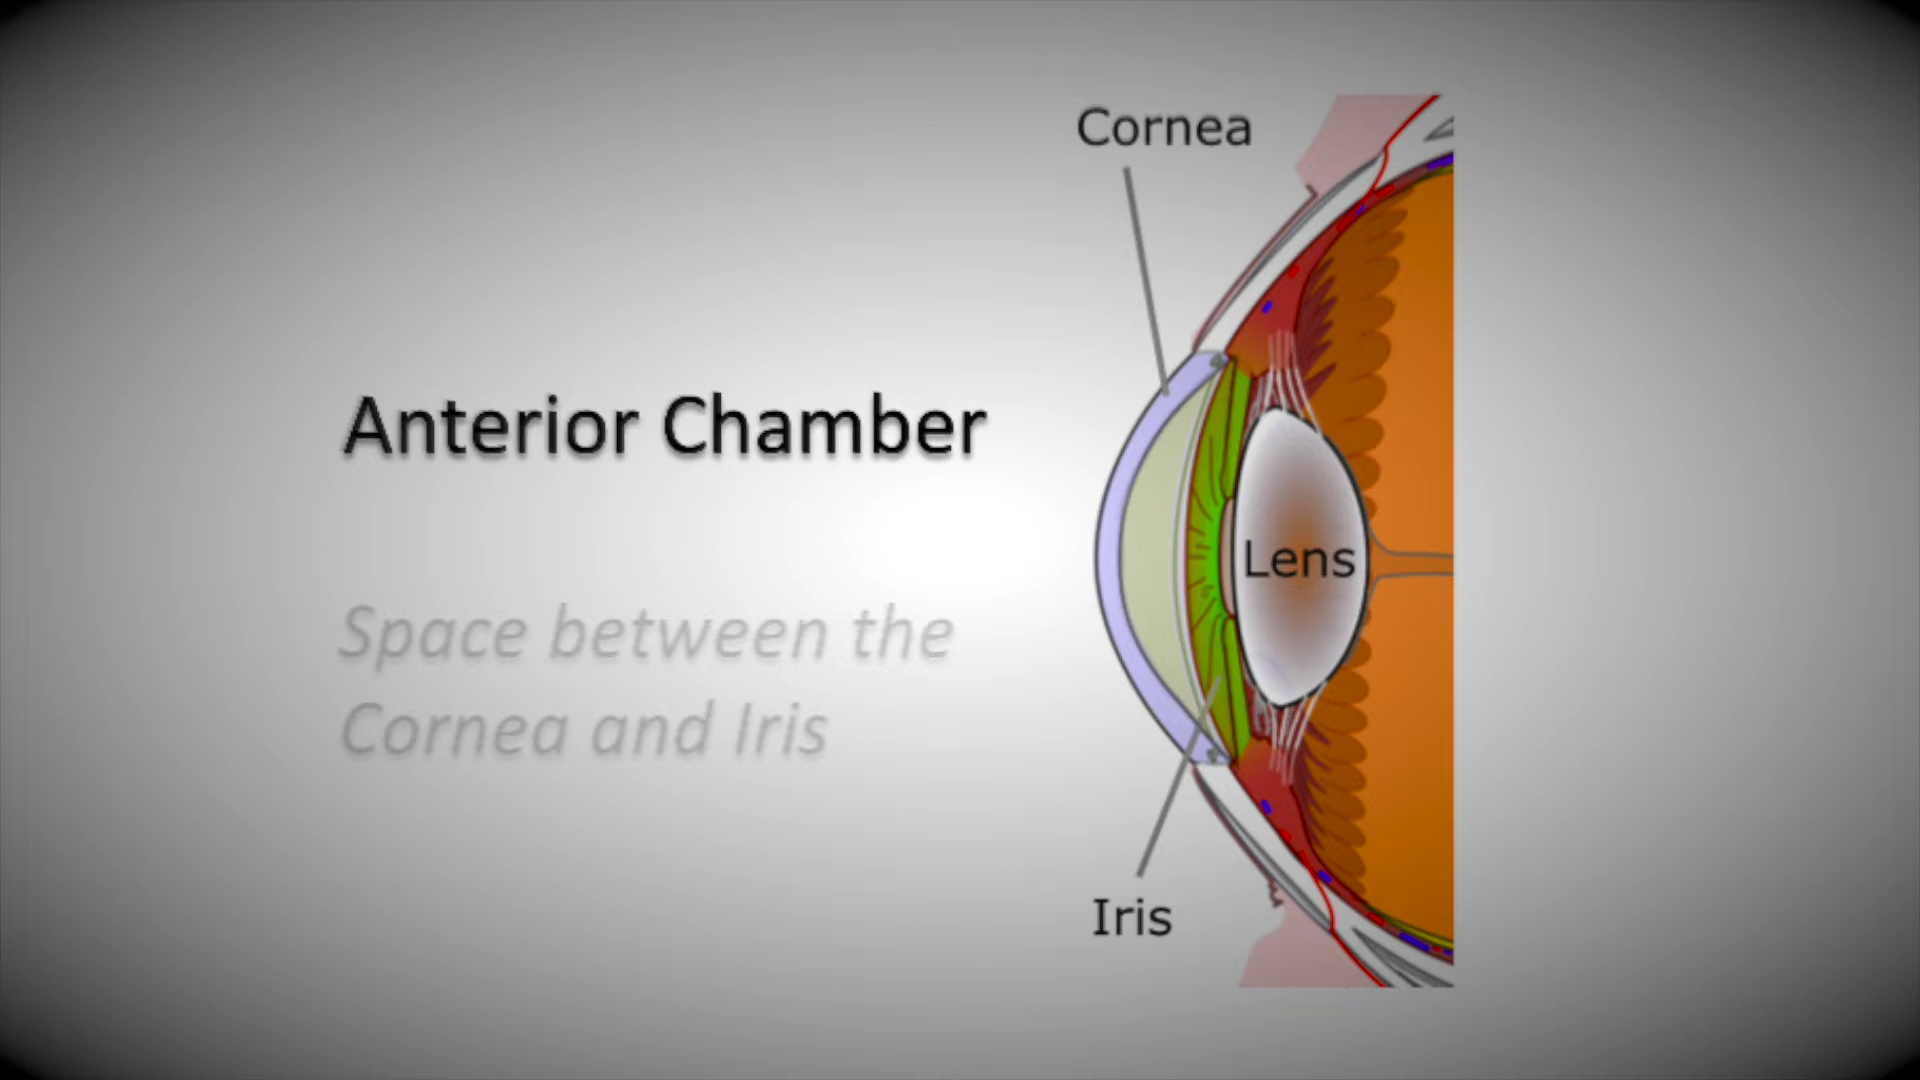 Anterior Chamber
Space between the
Cornea and Iris
Cornea
Lens
Iris